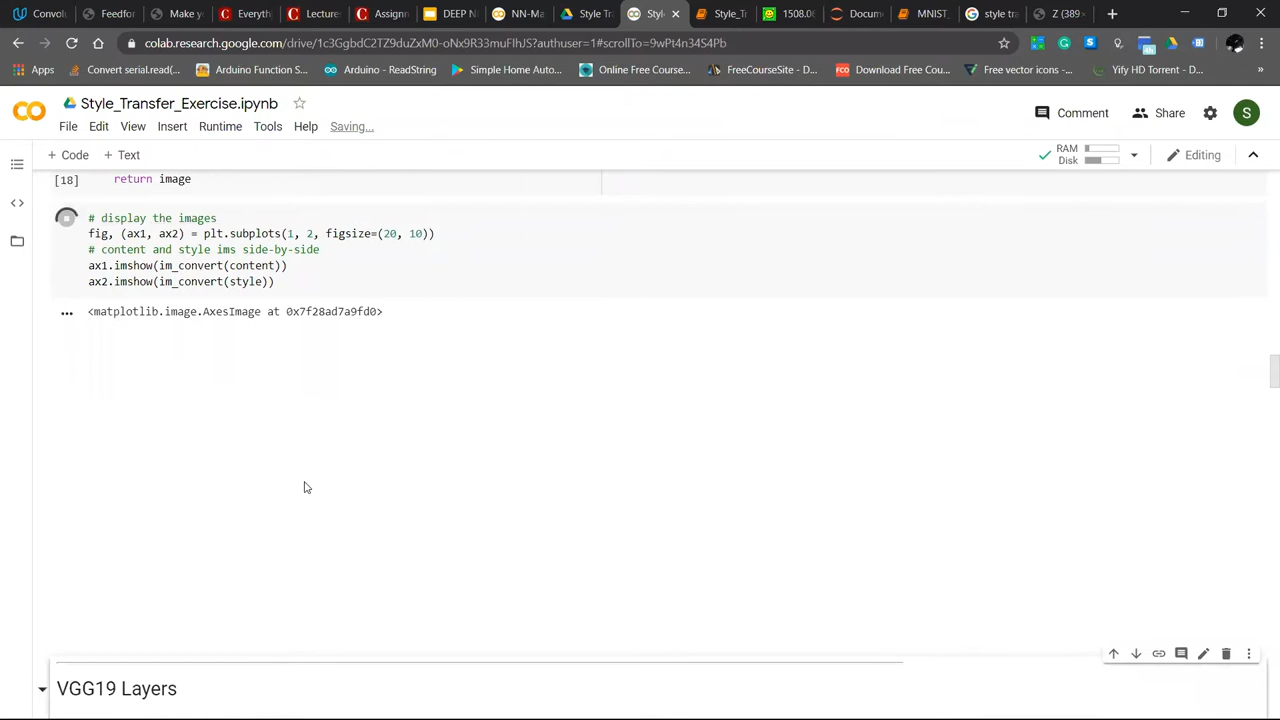 Convolu
Feedfor
Make y
Everyth
Lecture
Assignm
DEEP N
NN-Ma
Style Tra
Style
Style_Tr
1508.06
Docum
MNIST_
style tra
Z (389×
colab.research.google.com/drive/1c3GgbdC2TZ9duZxM0-oNx9R33muFlhJS?authuser=1#scrollTo=9wPt4n34S4Pb
Apps
Convert serial.read(...
Arduino Function S...
Arduino - ReadString
Simple Home Auto...
Online Free Course...
FreeCourseSite - D...
Download Free Cou...
Free vector icons -...
Yify HD Torrent - D...
»
Style_Transfer_Exercise.ipynb
File Edit View Insert Runtime Tools Help Saving...
Comment
Share
S
+ Code + Text
RAM
Disk
Editing
[18] return image
# display the images
fig, (ax1, ax2) = plt.subplots(1, 2, figsize=(20, 10))
# content and style ims side-by-side
ax1.imshow(im_convert(content))
ax2.imshow(im_convert(style))
<matplotlib.image.AxesImage at 0x7f28ad7a9fd0>
VGG19 Layers